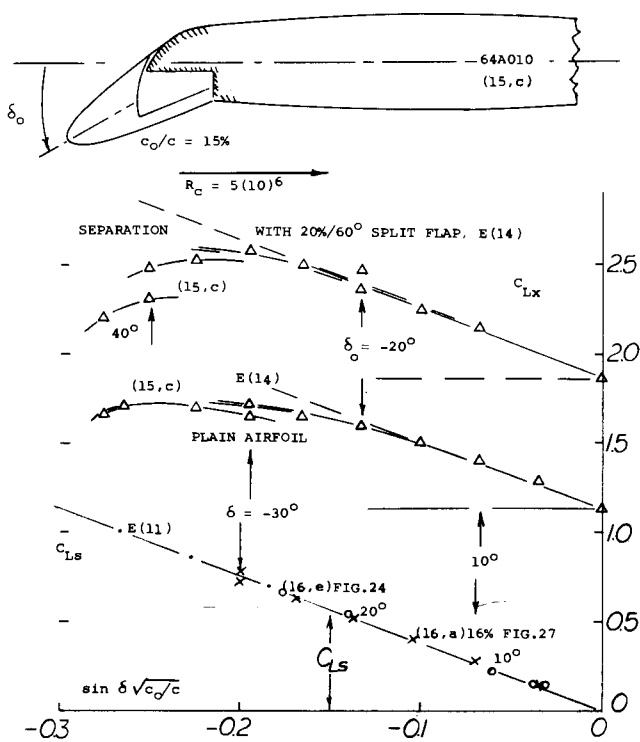 64A010
(15,c)
δo
co/c = 15%
Rc = 5(10)6
SEPARATION
WITH 20%/60° SPLIT FLAP, E(14)
2.5
CLx
(15,c)
40°
δo = -20°
2.0
(15,c)
E(14)
1.5
PLAIN AIRFOIL
δ = -30°
10°
1.0
E(11)
CLs
(16,e)FIG.24
20°
(16,a)16% FIG.27
0.5
CLs
10°
sin δ √co/c
0
-0.3
-0.2
-0.1
0